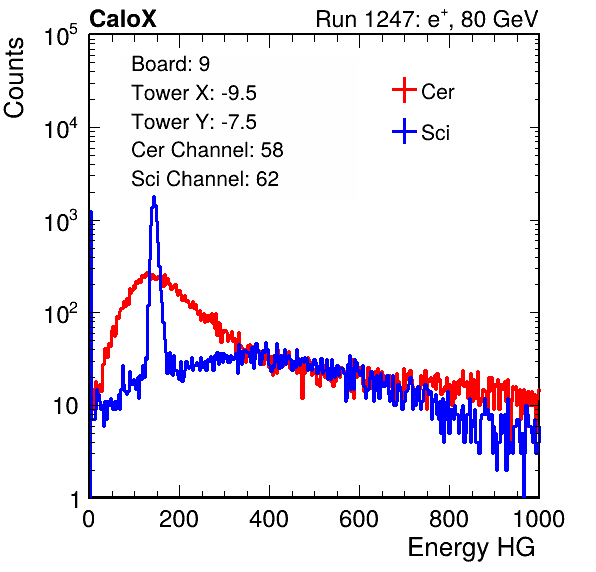 CaloX Run 1247: e⁺, 80 GeV
Counts
10⁵
10⁴
10³
10²
10
1
Board: 9
Tower X: -9.5
Tower Y: -7.5
Cer Channel: 58
Sci Channel: 62
Cer
Sci
0 200 400 600 800 1000
Energy HG